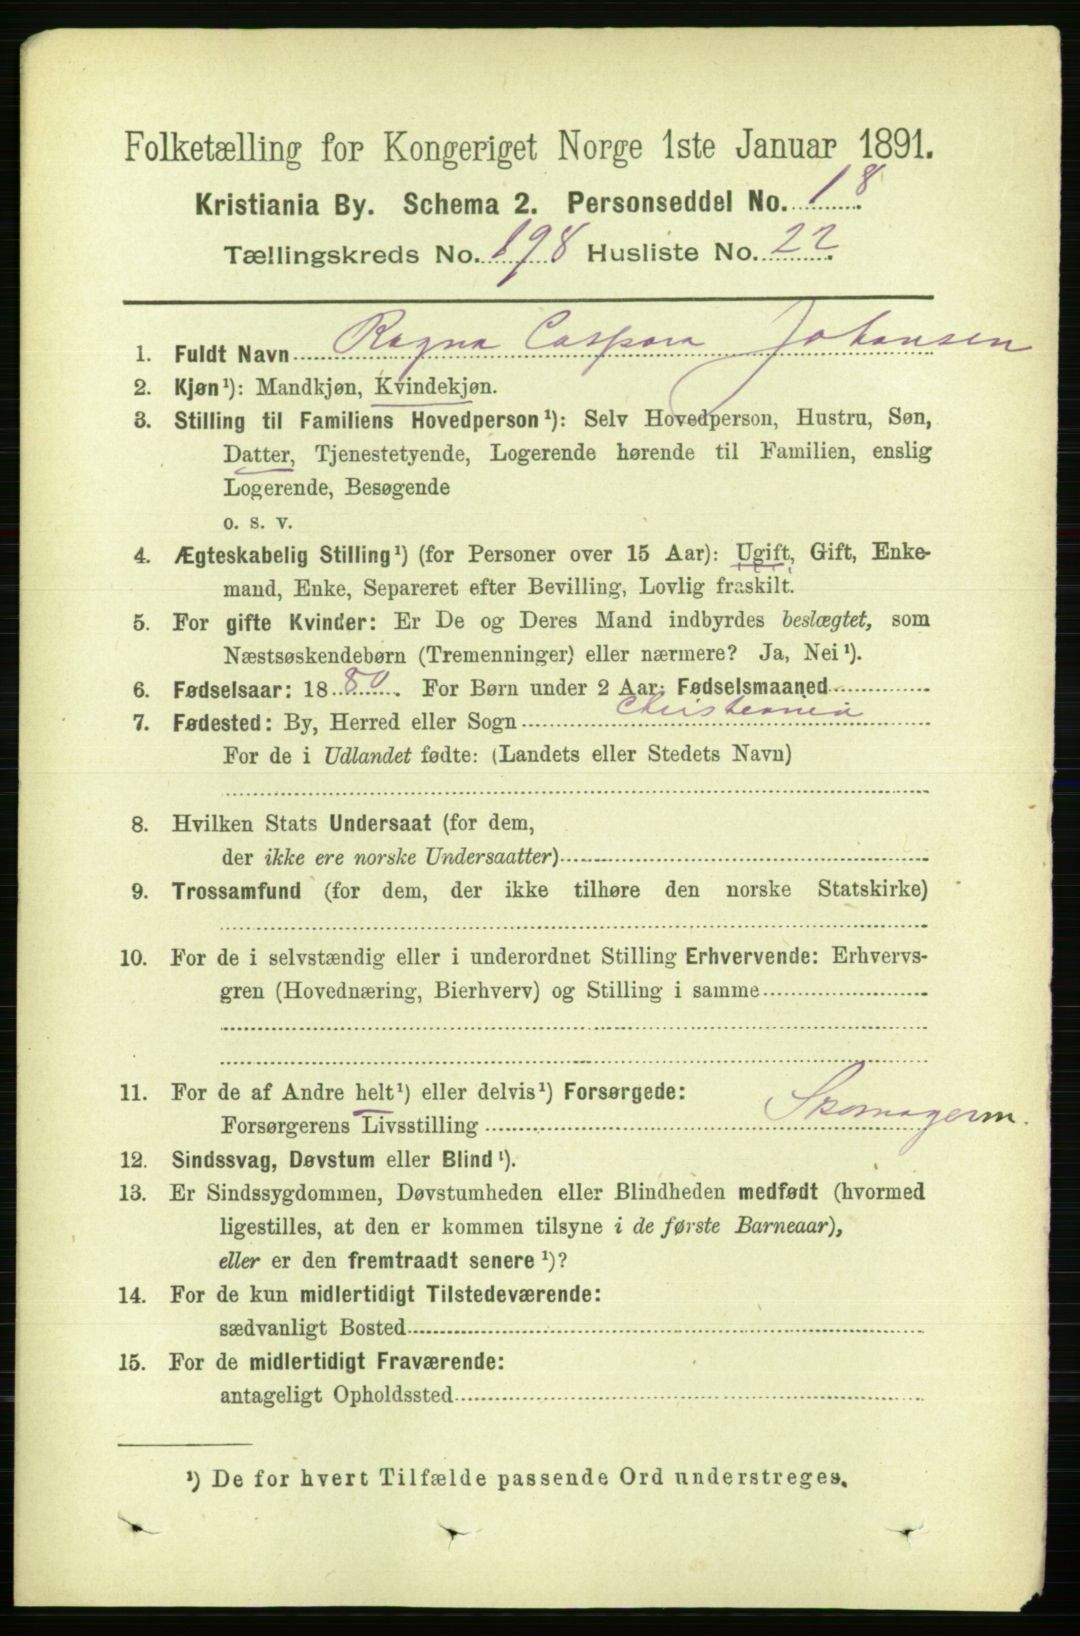 Folketælling for Kongeriget Norge 1ste Januar 1891.
Kristiania By. Schema 2. Personseddel No. 18
Tællingskreds No. 198 Husliste No. 22
1. Fuldt Navn Ragna Caspara Johansen
2. Kjøn¹): Mandkjøn, Kvindekjøn.
3. Stilling til Familiens Hovedperson¹): Selv Hovedperson, Hustru, Søn,
Datter, Tjenestetyende, Logerende hørende til Familien, enslig
Logerende, Besøgende
o. s. v.
4. Ægteskabelig Stilling¹) (for Personer over 15 Aar): Ugift, Gift, Enke-
mand, Enke, Separeret efter Bevilling, Lovlig fraskilt.
5. For gifte Kvinder: Er De og Deres Mand indbyrdes beslægtet, som
Næstsøskendebørn (Tremenninger) eller nærmere? Ja, Nei¹).
6. Fødselsaar: 1880. For Børn under 2 Aar: Fødselsmaaned
7. Fødested: By, Herred eller Sogn Christiania
For de i Udlandet fødte: (Landets eller Stedets Navn)
8. Hvilken Stats Undersaat (for dem,
der ikke ere norske Undersaatter)
9. Trossamfund (for dem, der ikke tilhøre den norske Statskirke)
10. For de i selvstændig eller i underordnet Stilling Erhvervende: Erhvervs-
gren (Hovednæring, Bierhverv) og Stilling i samme
11. For de af Andre helt¹) eller delvis¹) Forsørgede:
Forsørgerens Livsstilling Skomagerm.
12. Sindssvag, Døvstum eller Blind¹).
13. Er Sindssygdommen, Døvstumheden eller Blindheden medfødt (hvormed
ligestilles, at den er kommen tilsyne i de første Barneaar),
eller er den fremtraadt senere¹)?
14. For de kun midlertidigt Tilstedeværende:
sædvanligt Bosted
15. For de midlertidigt Fraværende:
antageligt Opholdssted
¹) De for hvert Tilfælde passende Ord understreges.